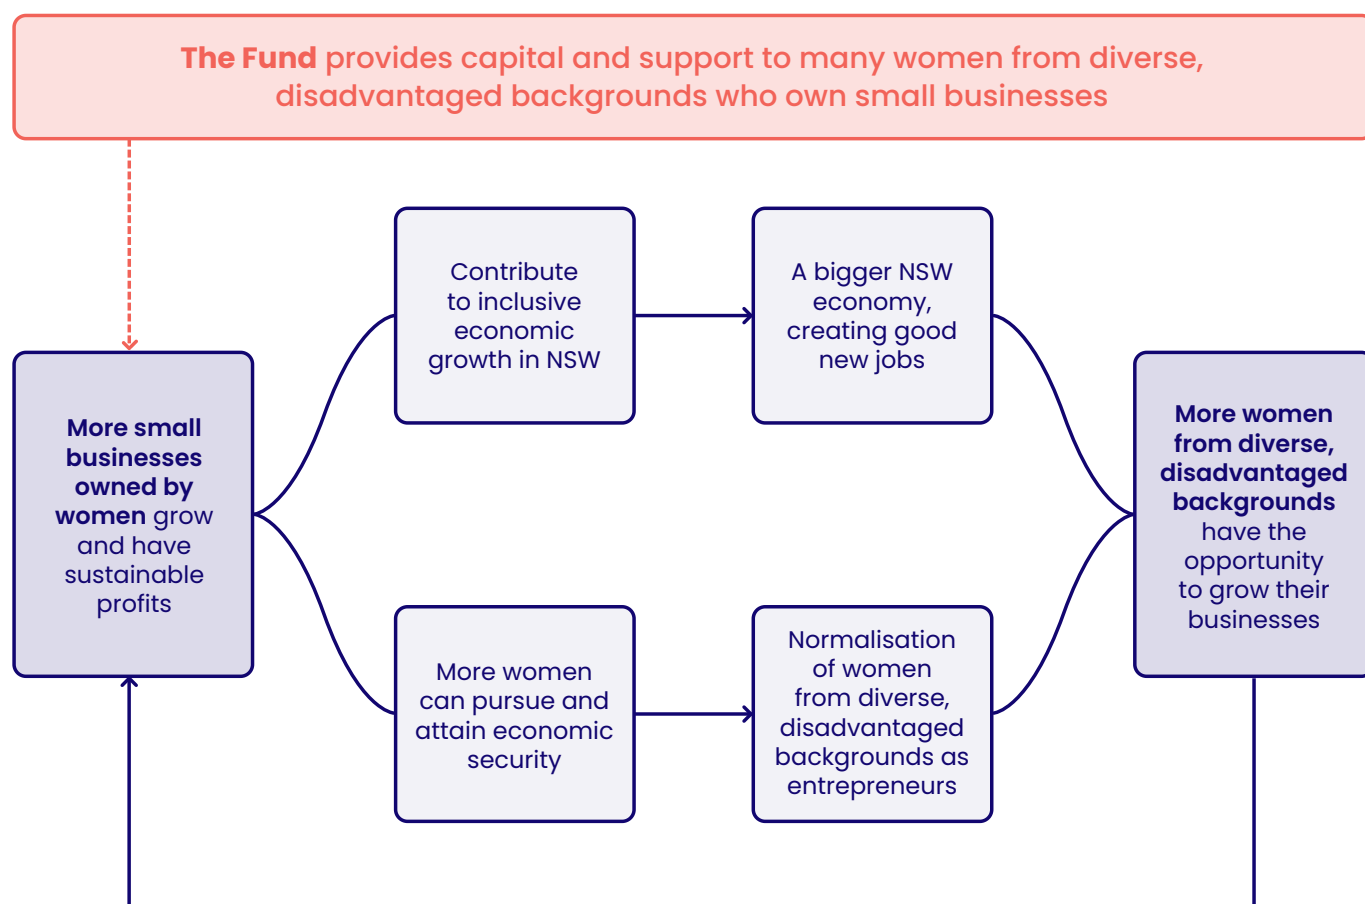 The Fund provides capital and support to many women from diverse,
disadvantaged backgrounds who own small businesses
Contribute
to inclusive
economic
growth in NSW
A bigger NSW
economy,
creating good
new jobs
More small
businesses
owned by
women grow
and have
sustainable
profits
More women
from diverse,
disadvantaged
backgrounds
have the
opportunity
to grow their
businesses
More women
can pursue and
attain economic
security
Normalisation
of women
from diverse,
disadvantaged
backgrounds as
entrepreneurs